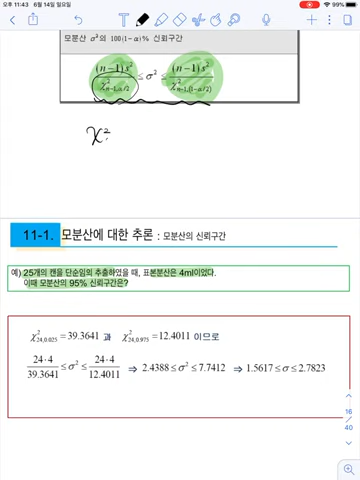 오후 11:43 6월 14일 일요일 89%
모분산 σ²의 100(1−α)% 신뢰구간
(n−1)s²/χ²ₙ₋₁,α/2 ≤ σ² ≤ (n−1)s²/χ²ₙ₋₁,(1−α/2)
χ²
11-1. 모분산에 대한 추론 : 모분산의 신뢰구간
예) 25개의 캔을 단순임의 추출하였을 때, 표본분산은 4ml이었다.
이때 모분산의 95% 신뢰구간은?
χ²24,0.025 = 39.3641 과 χ²24,0.975 = 12.4011 이므로
24·4/39.3641 ≤ σ² ≤ 24·4/12.4011 ⇒ 2.4388 ≤ σ² ≤ 7.7412 ⇒ 1.5617 ≤ σ ≤ 2.7823
16
/
40